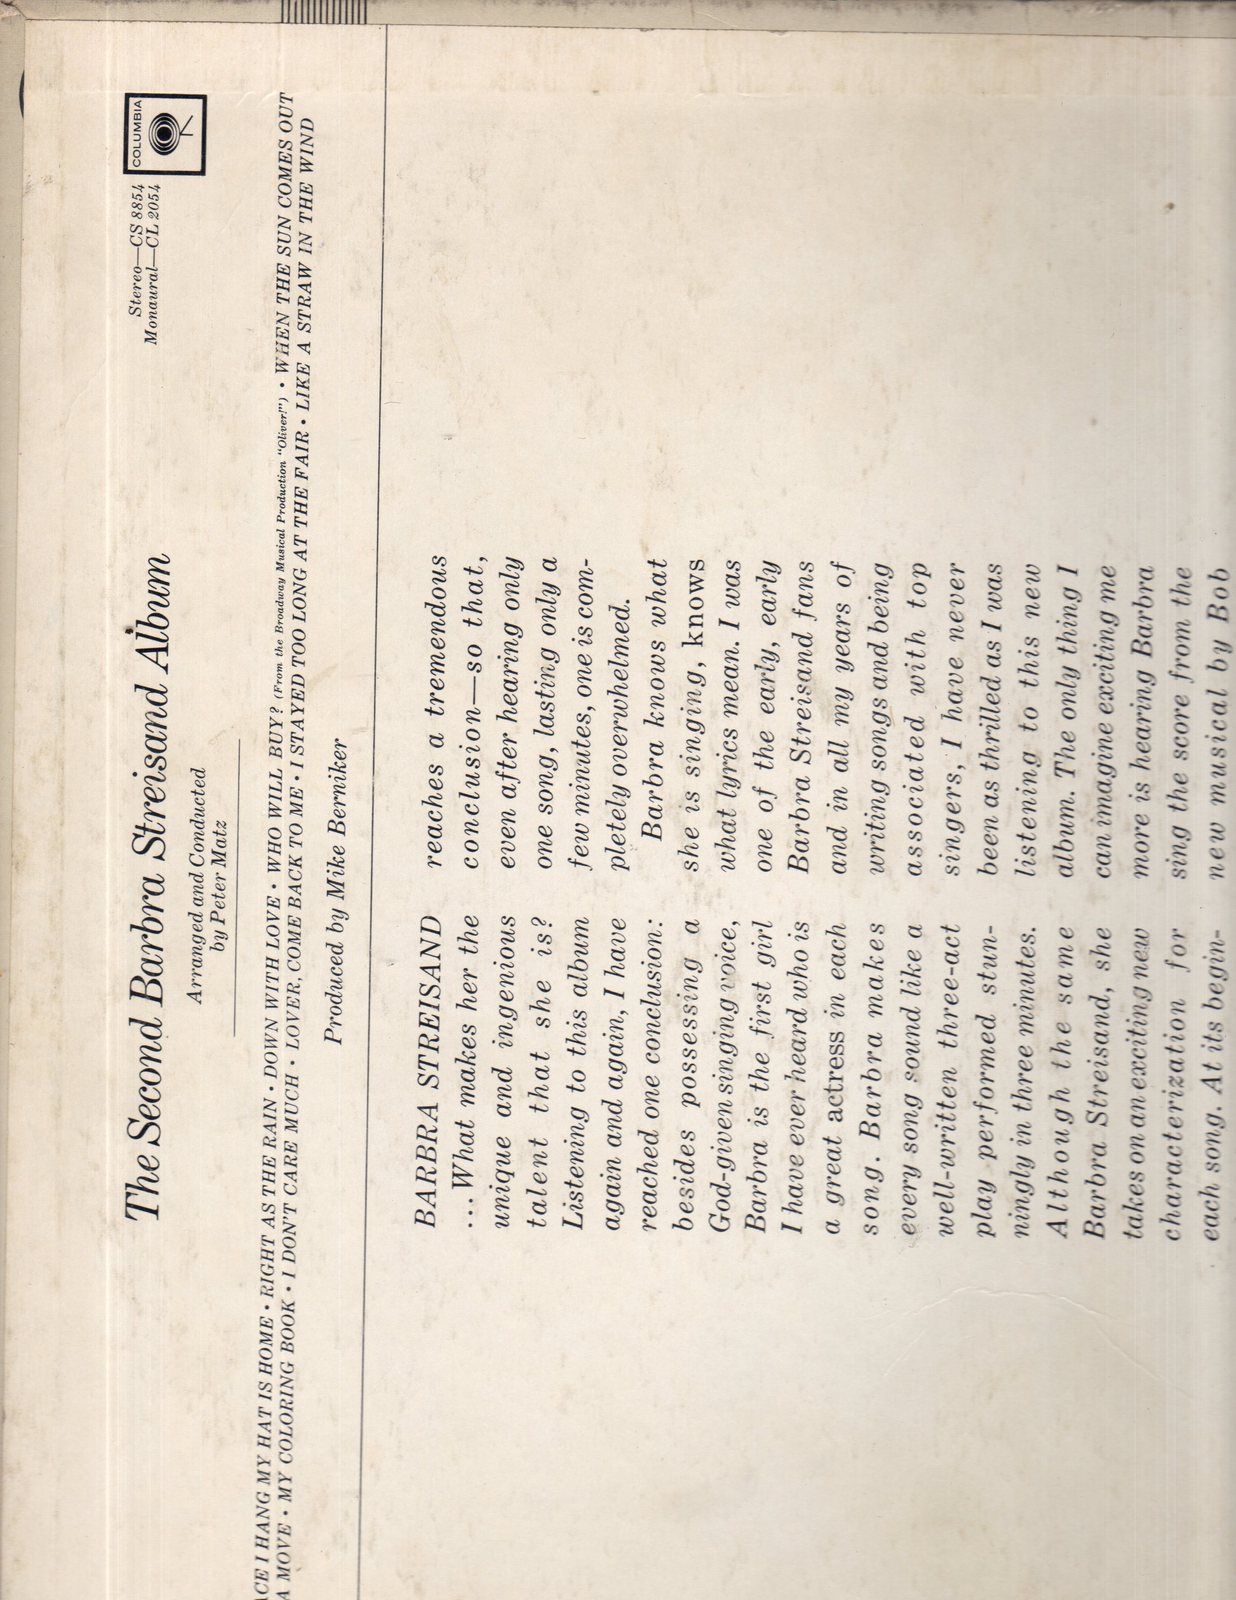 COLUMBIA
Stereo—CS 8854
Monaural—CL 2054
The Second Barbra Streisand Album
Arranged and Conducted
by Peter Matz
I HANG MY HAT IS HOME • RIGHT AS THE RAIN • DOWN WITH LOVE • WHO WILL BUY? (From the Broadway Musical Production "Oliver!") • WHEN THE SUN COMES OUT
A MOVE • MY COLORING BOOK • I DON'T CARE MUCH • LOVER, COME BACK TO ME • I STAYED TOO LONG AT THE FAIR • LIKE A STRAW IN THE WIND
Produced by Mike Berniker
BARBRA STREISAND
...What makes her the
unique and ingenious
talent that she is?
Listening to this album
again and again, I have
reached one conclusion:
besides possessing a
God-given singing voice,
Barbra is the first girl
I have ever heard who is
a great actress in each
song. Barbra makes
every song sound like a
well-written three-act
play performed stun-
ningly in three minutes.
Although the same
Barbra Streisand, she
takes on an exciting new
characterization for
each song. At its begin-
reaches a tremendous
conclusion—so that,
even after hearing only
one song, lasting only a
few minutes, one is com-
pletely overwhelmed.
Barbra knows what
she is singing, knows
what lyrics mean. I was
one of the early, early
Barbra Streisand fans
and in all my years of
writing songs and being
associated with top
singers, I have never
been as thrilled as I was
listening to this new
album. The only thing I
can imagine exciting me
more is hearing Barbra
sing the score from the
new musical by Bob